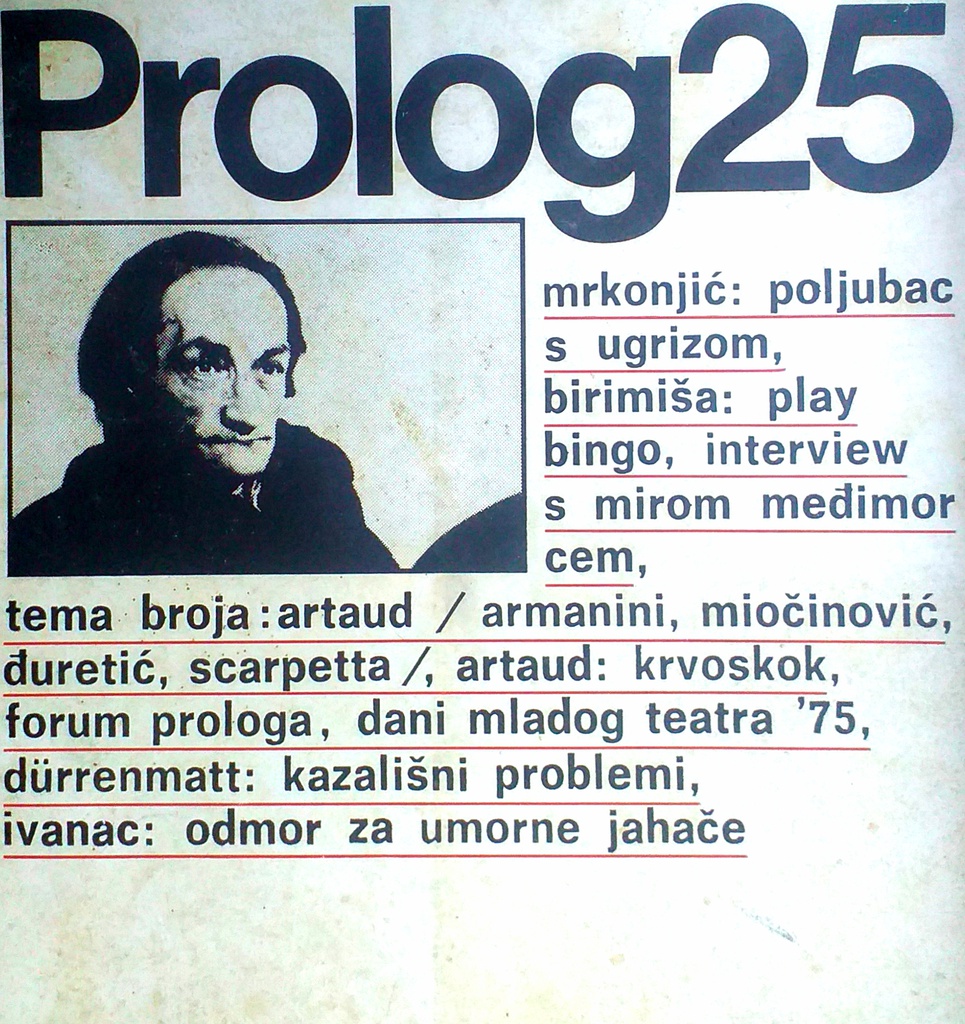 Prolog25
mrkonjić: poljubac
s ugrizom,
birimiša: play
bingo, interview
s mirom međimor
cem,
tema broja: artaud / armanini, miočinović,
đuretić, scarpetta /, artaud: krvoskok,
forum prologa, dani mladog teatra '75,
dürrenmatt: kazališni problemi,
ivanac: odmor za umorne jahače